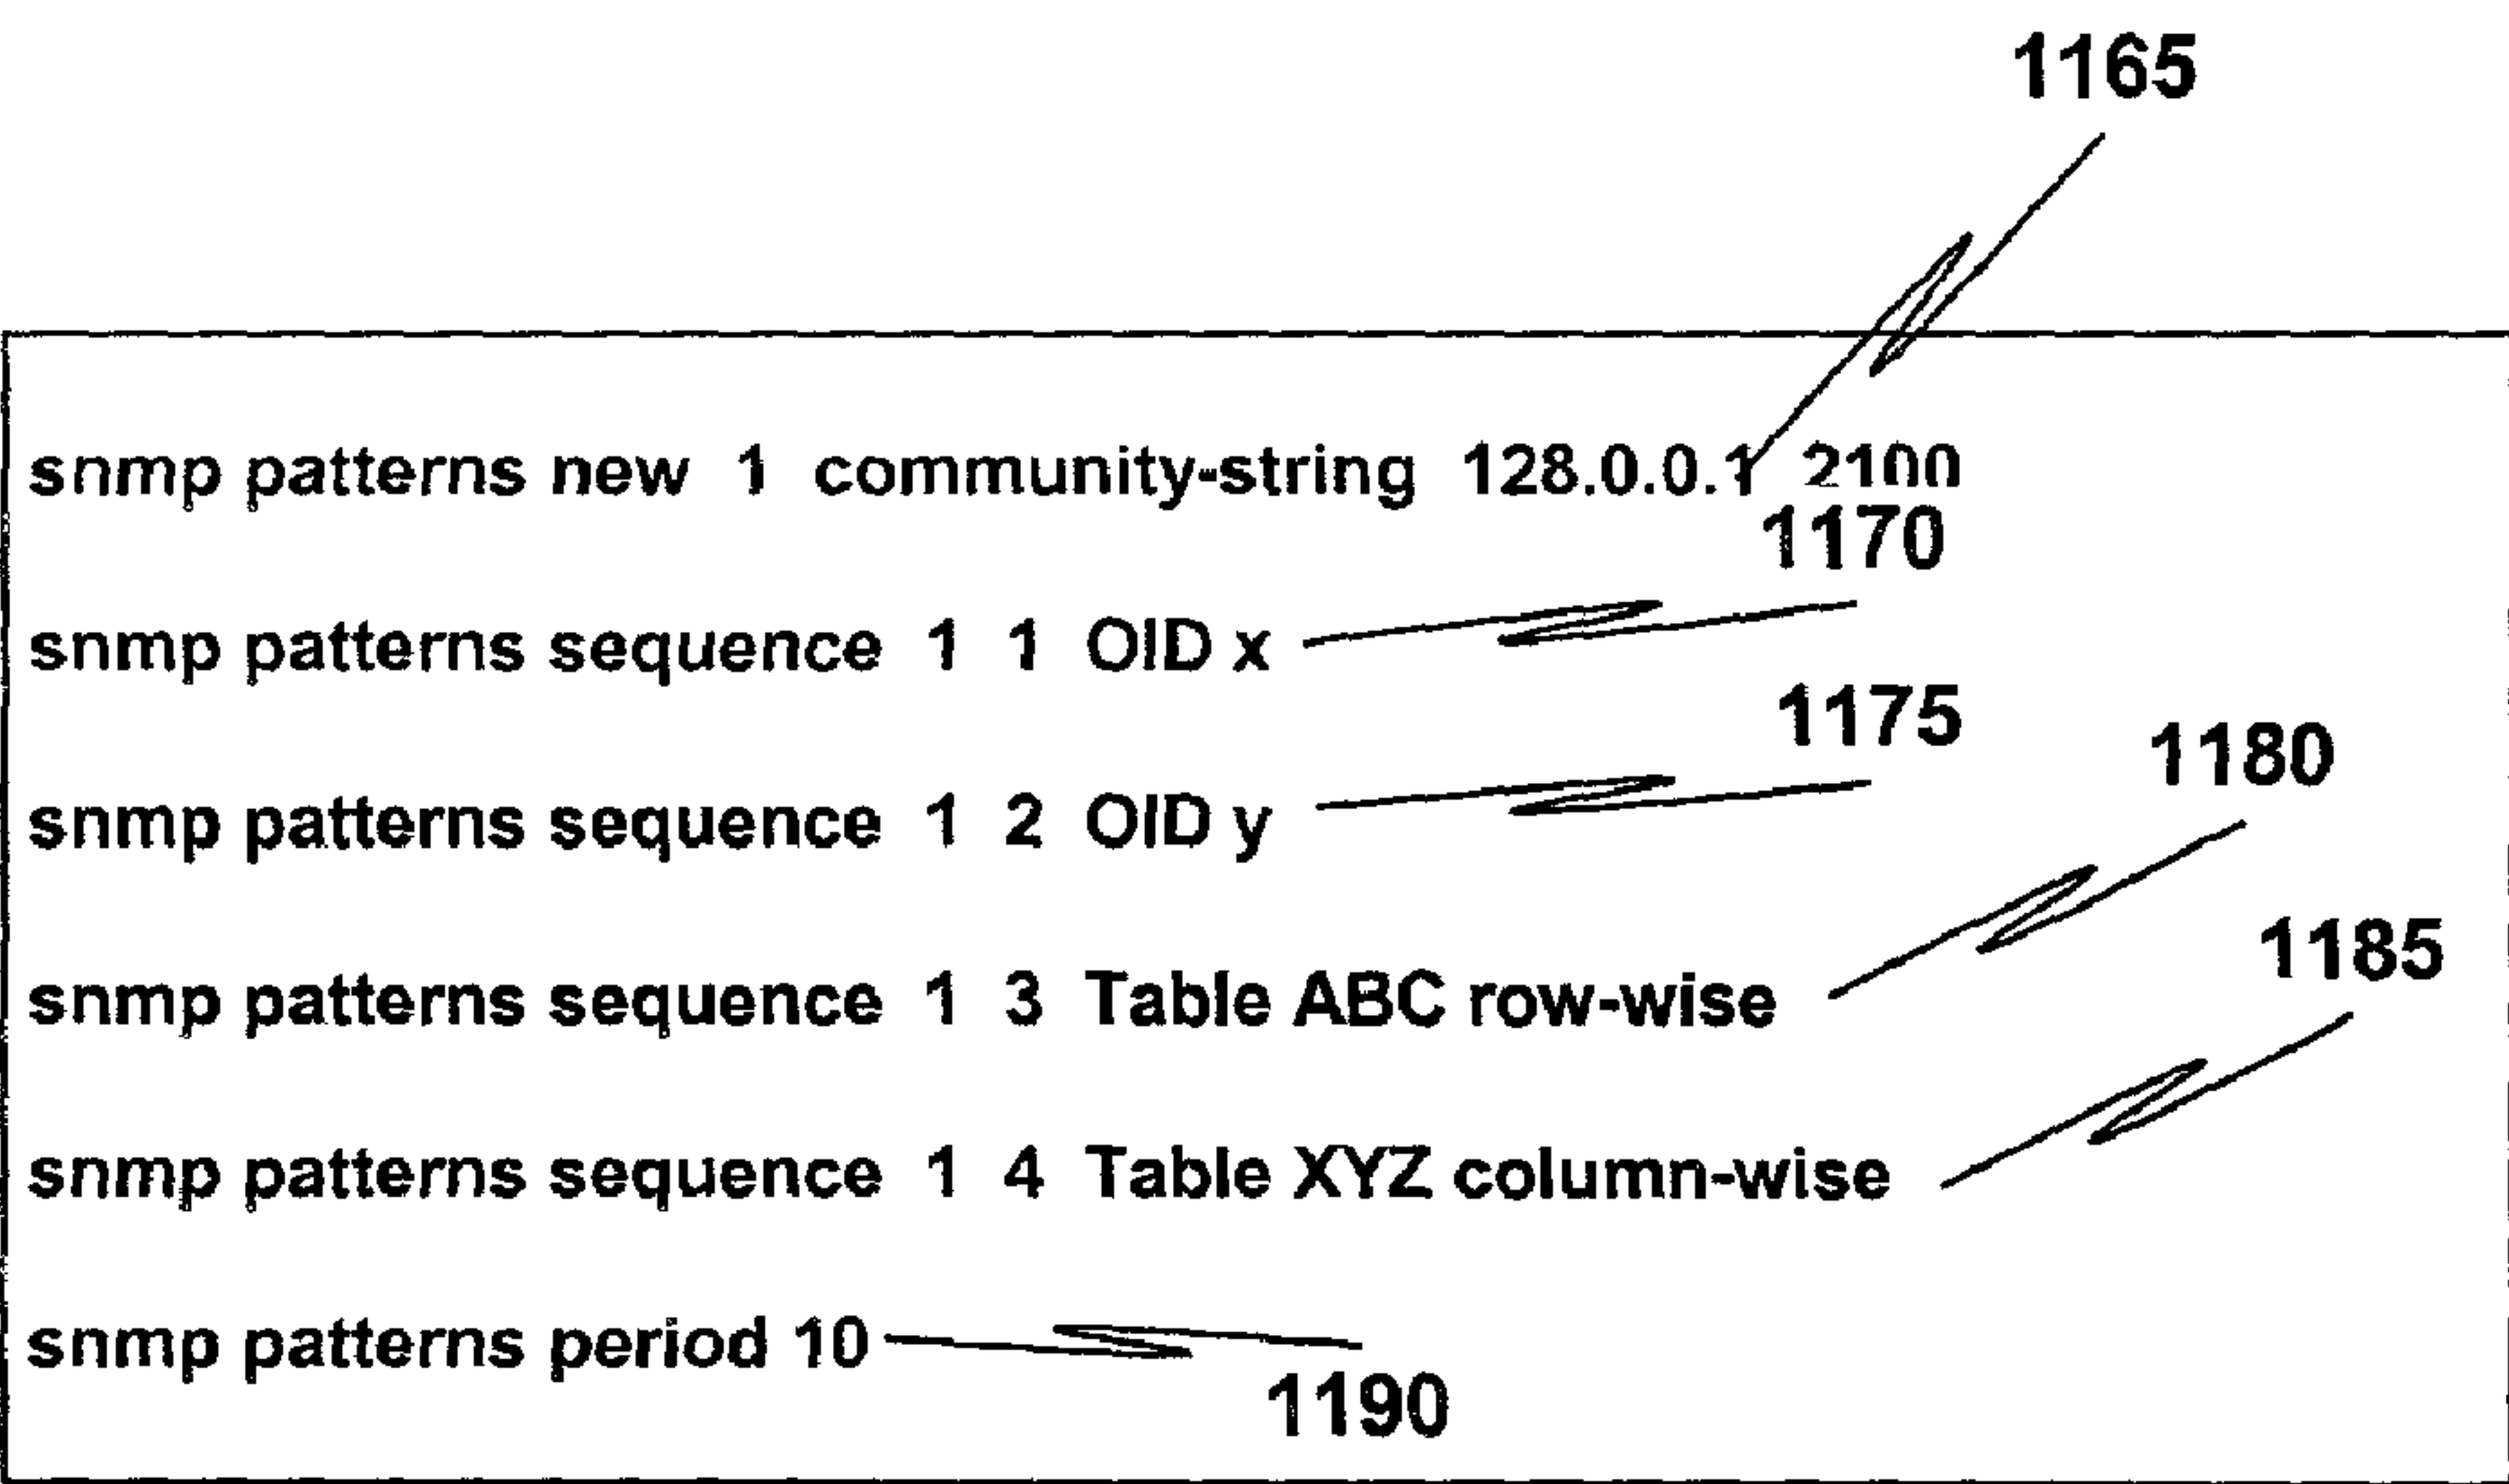 1165
snmp patterns new 1 community-string 128.0.0.1 2100
1170
snmp patterns sequence 1 1 OID x
1175
snmp patterns sequence 1 2 OID y
1180
snmp patterns sequence 1 3 Table ABC row-wise
1185
snmp patterns sequence 1 4 Table XYZ column-wise
snmp patterns period 10
1190